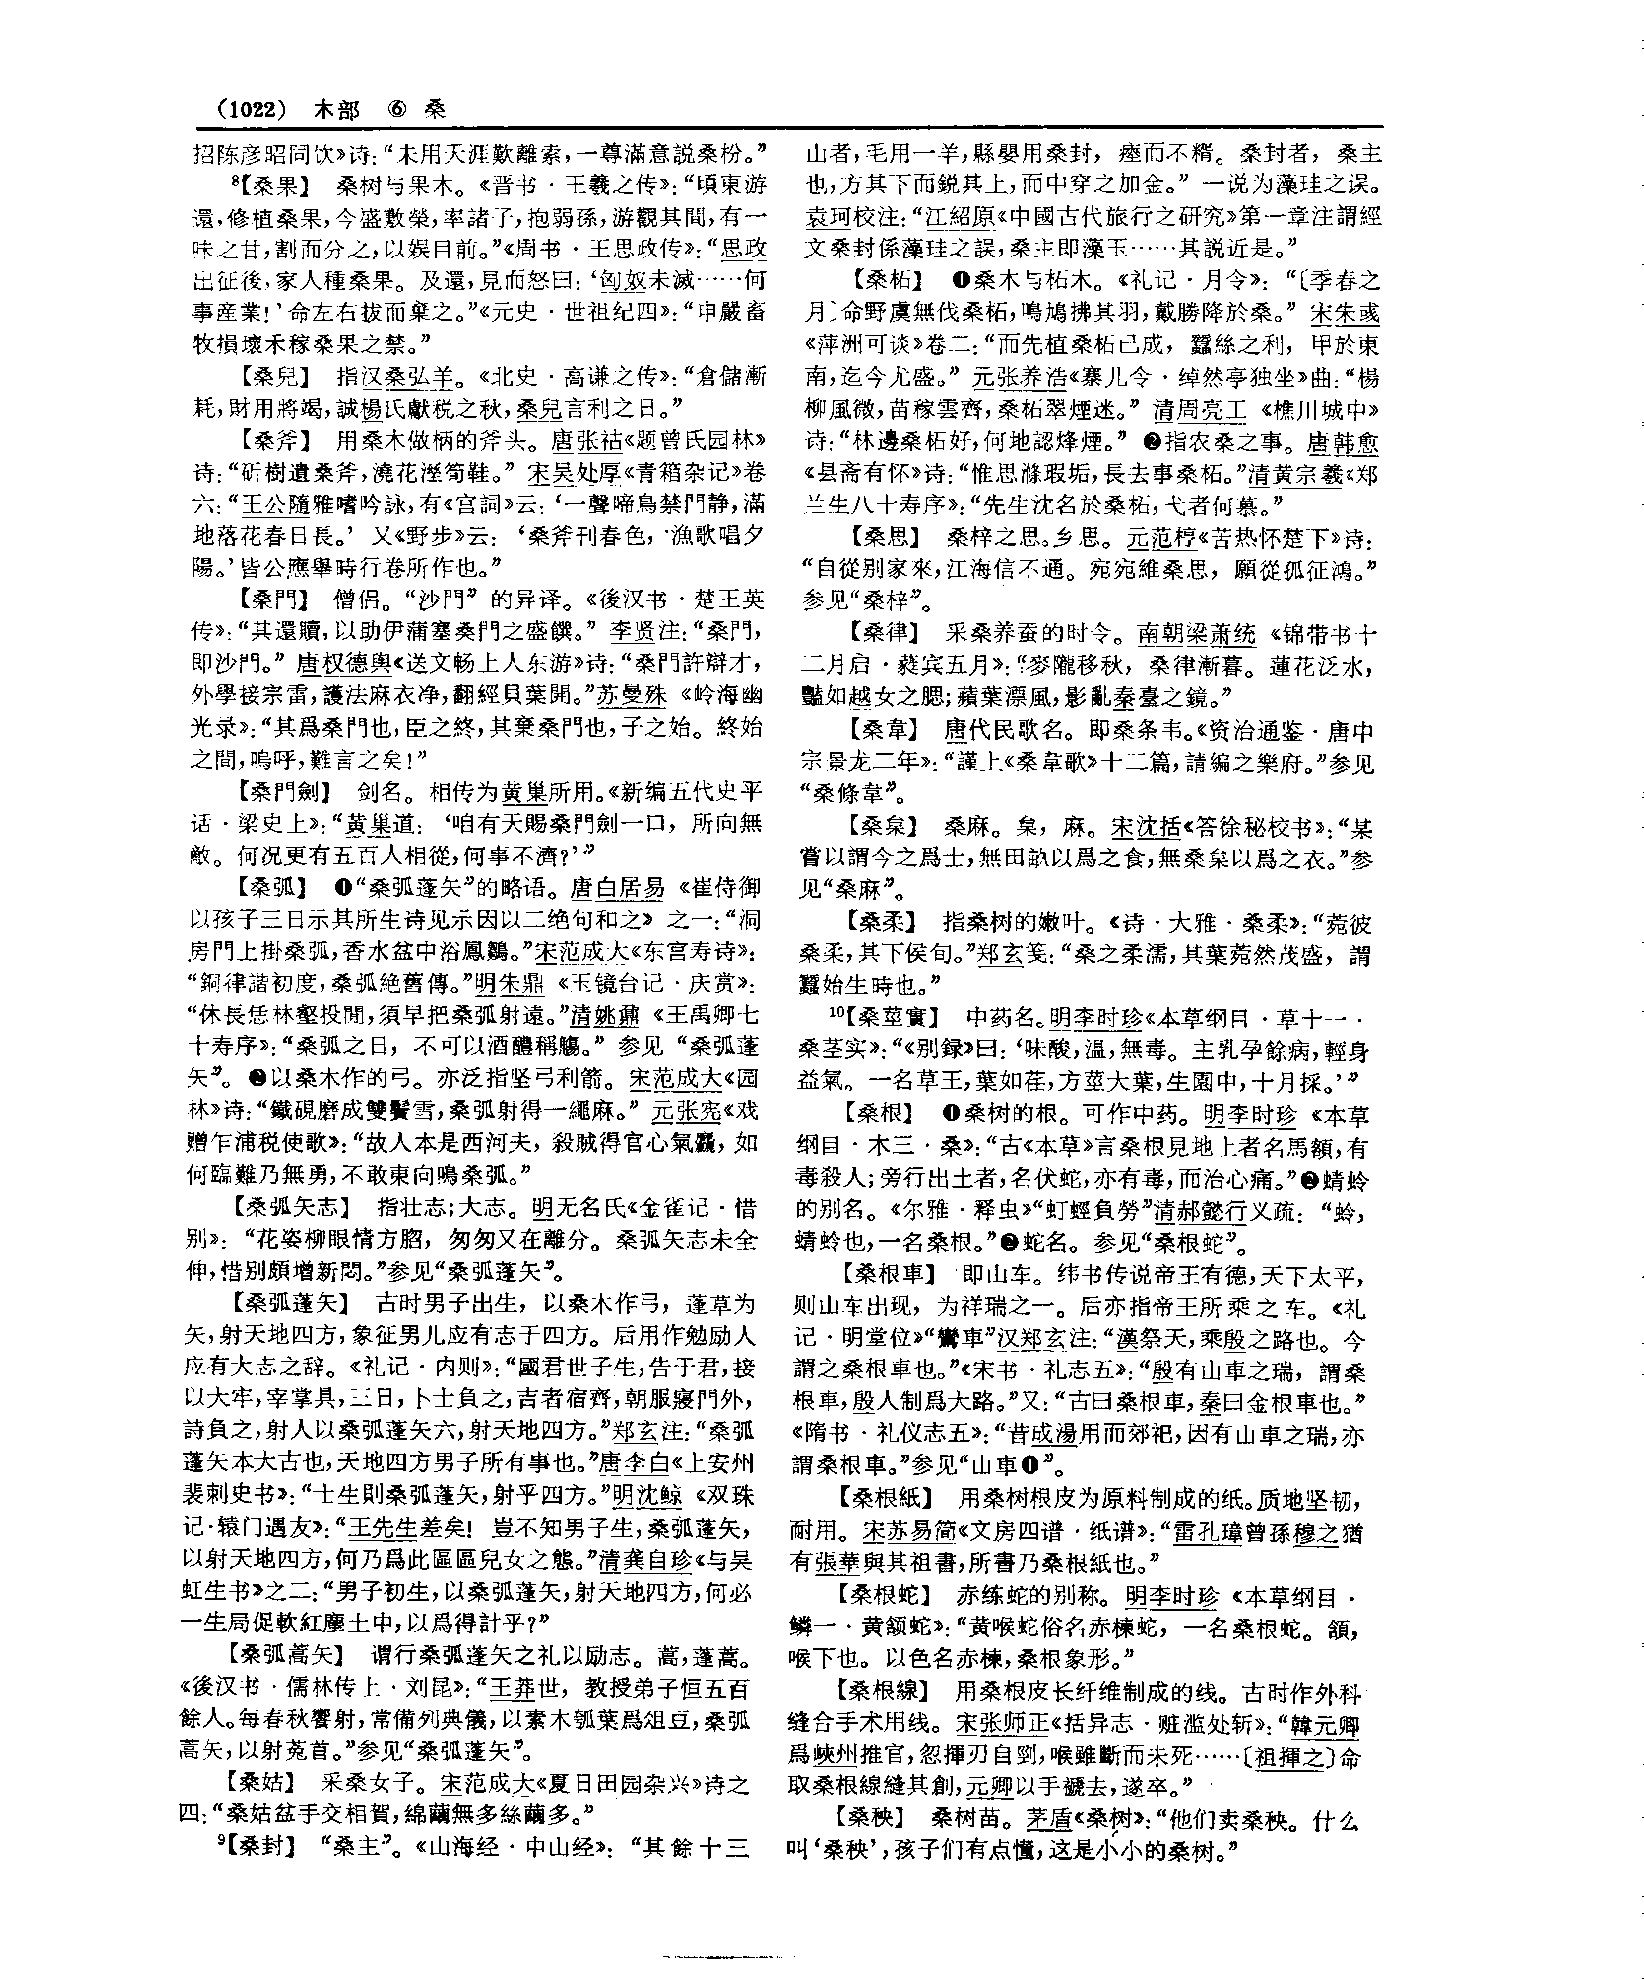 (1022) 木部 ⑥ 桑
招陈彦昭同饮》诗：“未用天涯歎離索，一尊滿意説桑枌。”
⁸【桑果】 桑树与果木。《晋书·王羲之传》：“頃東游
還，修植桑果，今盛敷榮，率諸子，抱弱孫，游觀其間，有一
味之甘，割而分之，以娱目前。”《周书·王思政传》：“思政
出征後，家人種桑果。及還，見而怒曰：‘匈奴未滅……何
事産業！’命左右拔而棄之。”《元史·世祖纪四》：“申嚴畜
牧損壞禾稼桑果之禁。”
【桑兒】 指汉桑弘羊。《北史·高谦之传》：“倉儲漸
耗，財用將竭，誠楊氏獻税之秋，桑兒言利之日。”
【桑斧】 用桑木做柄的斧头。唐张祜《题曾氏园林》
诗：“斫樹遺桑斧，澆花溼筍鞋。” 宋吴处厚《青箱杂记》卷
六：“王公隨雅嗜吟詠，有《宫詞》云：‘一聲啼鳥禁門静，滿
地落花春日長。’ 又《野步》云：‘桑斧刊春色，漁歌唱夕
陽。’皆公應舉時行卷所作也。”
【桑門】 僧侣。“沙門”的异译。《後汉书·楚王英
传》：“其還贖，以助伊蒲塞桑門之盛饌。” 李贤注：“桑門，
即沙門。” 唐权德舆《送文畅上人东游》诗：“桑門許辯才，
外學接宗雷，護法麻衣净，翻經貝葉開。”苏曼殊《岭海幽
光录》：“其爲桑門也，臣之終，其棄桑門也，子之始。終始
之間，嗚呼，難言之矣！”
【桑門劍】 剑名。相传为黄巢所用。《新编五代史平
话·梁史上》：“黄巢道：‘咱有天賜桑門劍一口，所向無
敵。何况更有五百人相從，何事不濟？’”
【桑弧】 ❶“桑弧蓬矢”的略语。唐白居易《崔侍御
以孩子三日示其所生诗见示因以二绝句和之》之一：“洞
房門上掛桑弧，香水盆中浴鳳鶵。”宋范成大《东宫寿诗》：
“銅律諧初度，桑弧絶舊傳。”明朱鼎《玉镜台记·庆赏》：
“休長恁林壑投閒，須早把桑弧射遠。”清姚鼐《王禹卿七
十寿序》：“桑弧之日，不可以酒醴稱觴。” 参见“桑弧蓬
矢”。❷以桑木作的弓。亦泛指坚弓利箭。宋范成大《园
林》诗：“鐵硯磨成雙鬢雪，桑弧射得一繩麻。” 元张宪《戏
赠乍浦税使歌》：“故人本是西河夫，殺賊得官心氣麤，如
何臨難乃無勇，不敢東向鳴桑弧。”
【桑弧矢志】 指壮志；大志。明无名氏《金雀记·惜
别》：“花姿柳眼情方賙，匆匆又在離分。桑弧矢志未全
伸，惜别頗增新悶。”参见“桑弧蓬矢”。
【桑弧蓬矢】 古时男子出生，以桑木作弓，蓬草为
矢，射天地四方，象征男儿应有志于四方。后用作勉励人
应有大志之辞。《礼记·内则》：“國君世子生，告于君，接
以大牢，宰掌具，三日，卜士負之，吉者宿齊，朝服寢門外，
詩負之，射人以桑弧蓬矢六，射天地四方。”郑玄注：“桑弧
蓬矢本大古也，天地四方男子所有事也。”唐李白《上安州
裴刺史书》：“士生則桑弧蓬矢，射乎四方。”明沈鲸《双珠
记·辕门遇友》：“王先生差矣！豈不知男子生，桑弧蓬矢，
以射天地四方，何乃爲此區區兒女之態。”清龚自珍《与吴
虹生书》之二：“男子初生，以桑弧蓬矢，射天地四方，何必
一生局促軟紅塵土中，以爲得計乎？”
【桑弧蒿矢】 谓行桑弧蓬矢之礼以励志。蒿，蓬蒿。
《後汉书·儒林传上·刘昆》：“王莽世，教授弟子恒五百
餘人。每春秋饗射，常備列典儀，以素木瓠葉爲俎豆，桑弧
蒿矢，以射菟首。”参见“桑弧蓬矢”。
【桑姑】 采桑女子。宋范成大《夏日田园杂兴》诗之
四：“桑姑盆手交相賀，綿繭無多絲繭多。”
⁹【桑封】 “桑主”。《山海经·中山经》：“其餘十三
山者，毛用一羊，縣嬰用桑封，瘞而不糈。桑封者，桑主
也，方其下而鋭其上，而中穿之加金。” 一说为藻珪之误。
袁珂校注：“江紹原《中國古代旅行之研究》第一章注謂經
文桑封係藻珪之誤，桑主即藻玉……其説近是。”
【桑柘】 ❶桑木与柘木。《礼记·月令》：“〔季春之
月〕命野虞無伐桑柘，鳴鳩拂其羽，戴勝降於桑。” 宋朱彧
《萍洲可谈》卷二：“而先植桑柘已成，蠶絲之利，甲於東
南，迄今尤盛。” 元张养浩《寨儿令·绰然亭独坐》曲：“楊
柳風微，苗稼雲齊，桑柘翠煙迷。” 清周亮工《樵川城中》
诗：“林邊桑柘好，何地認烽煙。” ❷指农桑之事。唐韩愈
《县斋有怀》诗：“惟思滌瑕垢，長去事桑柘。”清黄宗羲《郑
兰生八十寿序》：“先生沈名於桑柘，弋者何慕。”
【桑思】 桑梓之思。乡思。元范梈《苦热怀楚下》诗：
“自從别家來，江海信不通。宛宛維桑思，願從孤征鴻。”
参见“桑梓”。
【桑律】 采桑养蚕的时令。南朝梁萧统《锦带书十
二月启·蕤宾五月》：“麥隴移秋，桑律漸暮。蓮花泛水，
豔如越女之腮；蘋葉漂風，影亂秦臺之鏡。”
【桑韋】 唐代民歌名。即桑条韦。《资治通鉴·唐中
宗景龙二年》：“謹上《桑韋歌》十二篇，請编之樂府。”参见
“桑條韋”。
【桑枲】 桑麻。枲，麻。宋沈括《答徐秘校书》：“某
嘗以謂今之爲士，無田畝以爲之食，無桑枲以爲之衣。”参
见“桑麻”。
【桑柔】 指桑树的嫩叶。《诗·大雅·桑柔》：“菀彼
桑柔，其下侯旬。”郑玄笺：“桑之柔濡，其葉菀然茂盛，謂
蠶始生時也。”
¹⁰【桑莖實】 中药名。明李时珍《本草纲目·草十一·
桑茎实》：“《别録》曰：‘味酸，温，無毒。主乳孕餘病，輕身
益氣。一名草王，葉如荏，方莖大葉，生園中，十月採。’”
【桑根】 ❶桑树的根。可作中药。明李时珍《本草
纲目·木三·桑》：“古《本草》言桑根見地上者名馬額，有
毒殺人；旁行出土者，名伏蛇，亦有毒，而治心痛。”❷蜻蛉
的别名。《尔雅·释虫》“虰蛵負勞”清郝懿行义疏：“蛉，
蜻蛉也，一名桑根。”❷蛇名。参见“桑根蛇”。
【桑根車】 即山车。纬书传说帝王有德，天下太平，
则山车出现，为祥瑞之一。后亦指帝王所乘之车。《礼
记·明堂位》“鸞車”汉郑玄注：“漢祭天，乘殷之路也。今
謂之桑根車也。”《宋书·礼志五》：“殷有山車之瑞，謂桑
根車，殷人制爲大路。”又：“古曰桑根車，秦曰金根車也。”
《隋书·礼仪志五》：“昔成湯用而郊祀，因有山車之瑞，亦
謂桑根車。”参见“山車❶”。
【桑根紙】 用桑树根皮为原料制成的纸。质地坚韧，
耐用。宋苏易简《文房四谱·纸谱》：“雷孔璋曾孫穆之猶
有張華與其祖書，所書乃桑根紙也。”
【桑根蛇】 赤练蛇的别称。明李时珍《本草纲目·
鳞一·黄颔蛇》：“黄喉蛇俗名赤楝蛇，一名桑根蛇。頷，
喉下也。以色名赤楝，桑根象形。”
【桑根線】 用桑根皮长纤维制成的线。古时作外科
缝合手术用线。宋张师正《括异志·赃滥处斩》：“韓元卿
爲峽州推官，忽揮刃自剄，喉雖斷而未死……〔祖揮之〕命
取桑根線縫其創，元卿以手褫去，遂卒。”
【桑秧】 桑树苗。茅盾《桑树》：“他们卖桑秧。什么
叫‘桑秧’，孩子们有点懂，这是小小的桑树。”